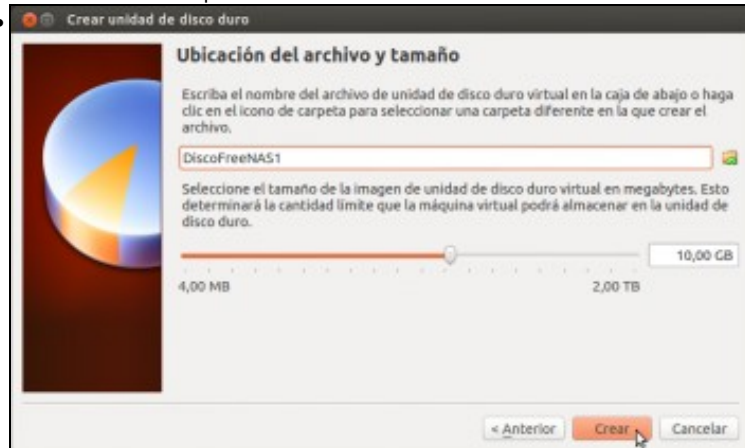 Crear unidad de disco duro
Ubicación del archivo y tamaño
Escriba el nombre del archivo de unidad de disco duro virtual en la caja de abajo o haga
clic en el icono de carpeta para seleccionar una carpeta diferente en la que crear el
archivo.
DiscoFreeNAS1
Seleccione el tamaño de la imagen de unidad de disco duro virtual en megabytes. Esto
determinará la cantidad límite que la máquina virtual podrá almacenar en la unidad de
disco duro.
10,00 GB
4,00 MB 2,00 TB
< Anterior Crear Cancelar